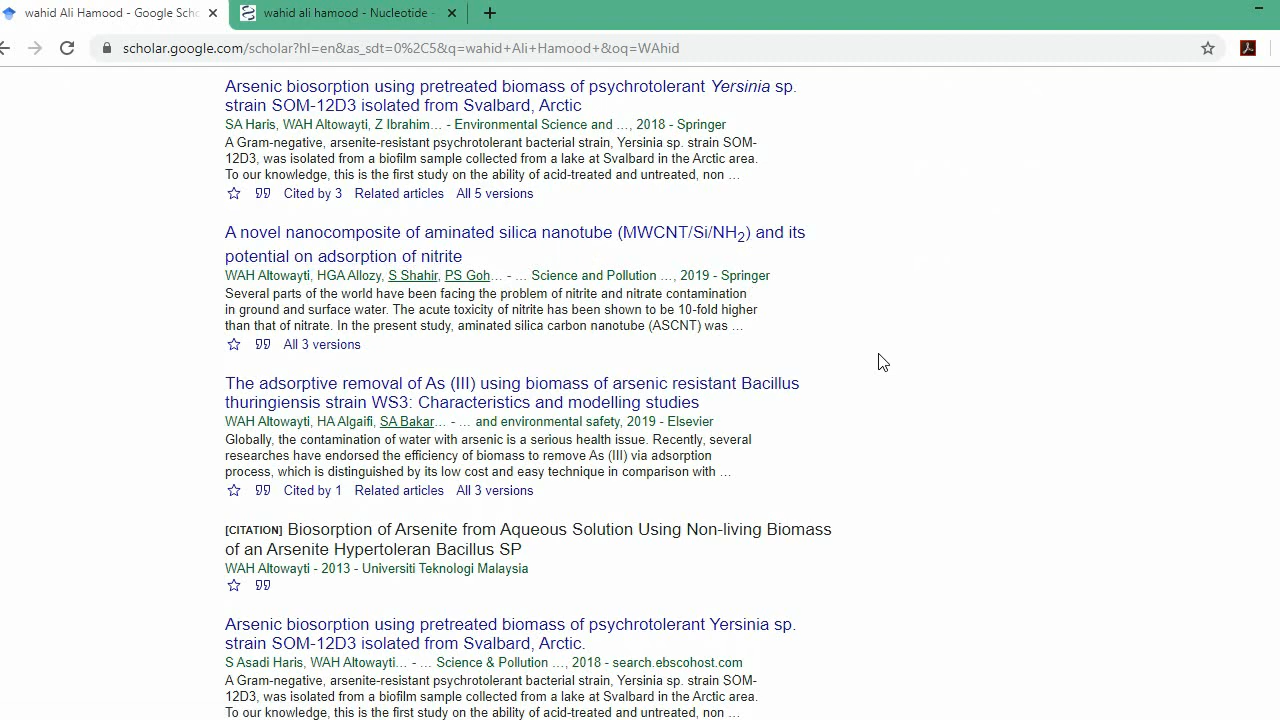 wahid Ali Hamood - Google Scho
wahid ali hamood - Nucleotide -
scholar.google.com/scholar?hl=en&as_sdt=0%2C5&q=wahid+Ali+Hamood+&oq=WAhid
Arsenic biosorption using pretreated biomass of psychrotolerant Yersinia sp.
strain SOM-12D3 isolated from Svalbard, Arctic
SA Haris, WAH Altowayti, Z Ibrahim… - Environmental Science and …, 2018 - Springer
A Gram-negative, arsenite-resistant psychrotolerant bacterial strain, Yersinia sp. strain SOM-
12D3, was isolated from a biofilm sample collected from a lake at Svalbard in the Arctic area.
To our knowledge, this is the first study on the ability of acid-treated and untreated, non …
Cited by 3 Related articles All 5 versions
A novel nanocomposite of aminated silica nanotube (MWCNT/Si/NH2) and its
potential on adsorption of nitrite
WAH Altowayti, HGA Allozy, S Shahir, PS Goh… - … Science and Pollution …, 2019 - Springer
Several parts of the world have been facing the problem of nitrite and nitrate contamination
in ground and surface water. The acute toxicity of nitrite has been shown to be 10-fold higher
than that of nitrate. In the present study, aminated silica carbon nanotube (ASCNT) was …
All 3 versions
The adsorptive removal of As (III) using biomass of arsenic resistant Bacillus
thuringiensis strain WS3: Characteristics and modelling studies
WAH Altowayti, HA Algaifi, SA Bakar… - … and environmental safety, 2019 - Elsevier
Globally, the contamination of water with arsenic is a serious health issue. Recently, several
researches have endorsed the efficiency of biomass to remove As (III) via adsorption
process, which is distinguished by its low cost and easy technique in comparison with …
Cited by 1 Related articles All 3 versions
[CITATION] Biosorption of Arsenite from Aqueous Solution Using Non-living Biomass
of an Arsenite Hypertoleran Bacillus SP
WAH Altowayti - 2013 - Universiti Teknologi Malaysia
Arsenic biosorption using pretreated biomass of psychrotolerant Yersinia sp.
strain SOM-12D3 isolated from Svalbard, Arctic.
S Asadi Haris, WAH Altowayti… - … Science & Pollution …, 2018 - search.ebscohost.com
A Gram-negative, arsenite-resistant psychrotolerant bacterial strain, Yersinia sp. strain SOM-
12D3, was isolated from a biofilm sample collected from a lake at Svalbard in the Arctic area.
To our knowledge, this is the first study on the ability of acid-treated and untreated, non …